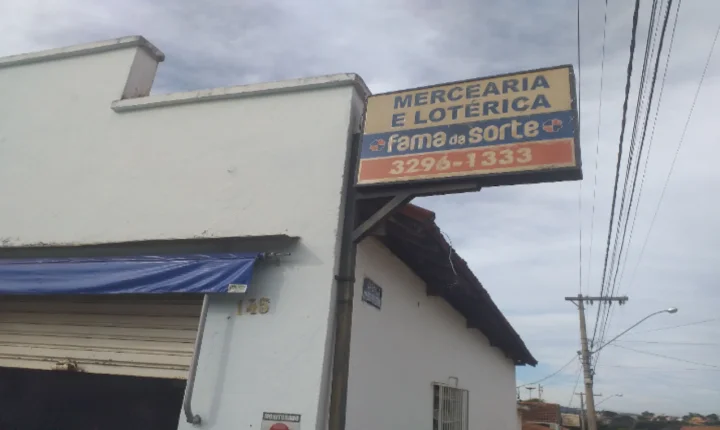 MERCEARIA
E LOTÉRICA
fama da sorte
3296-1333
146